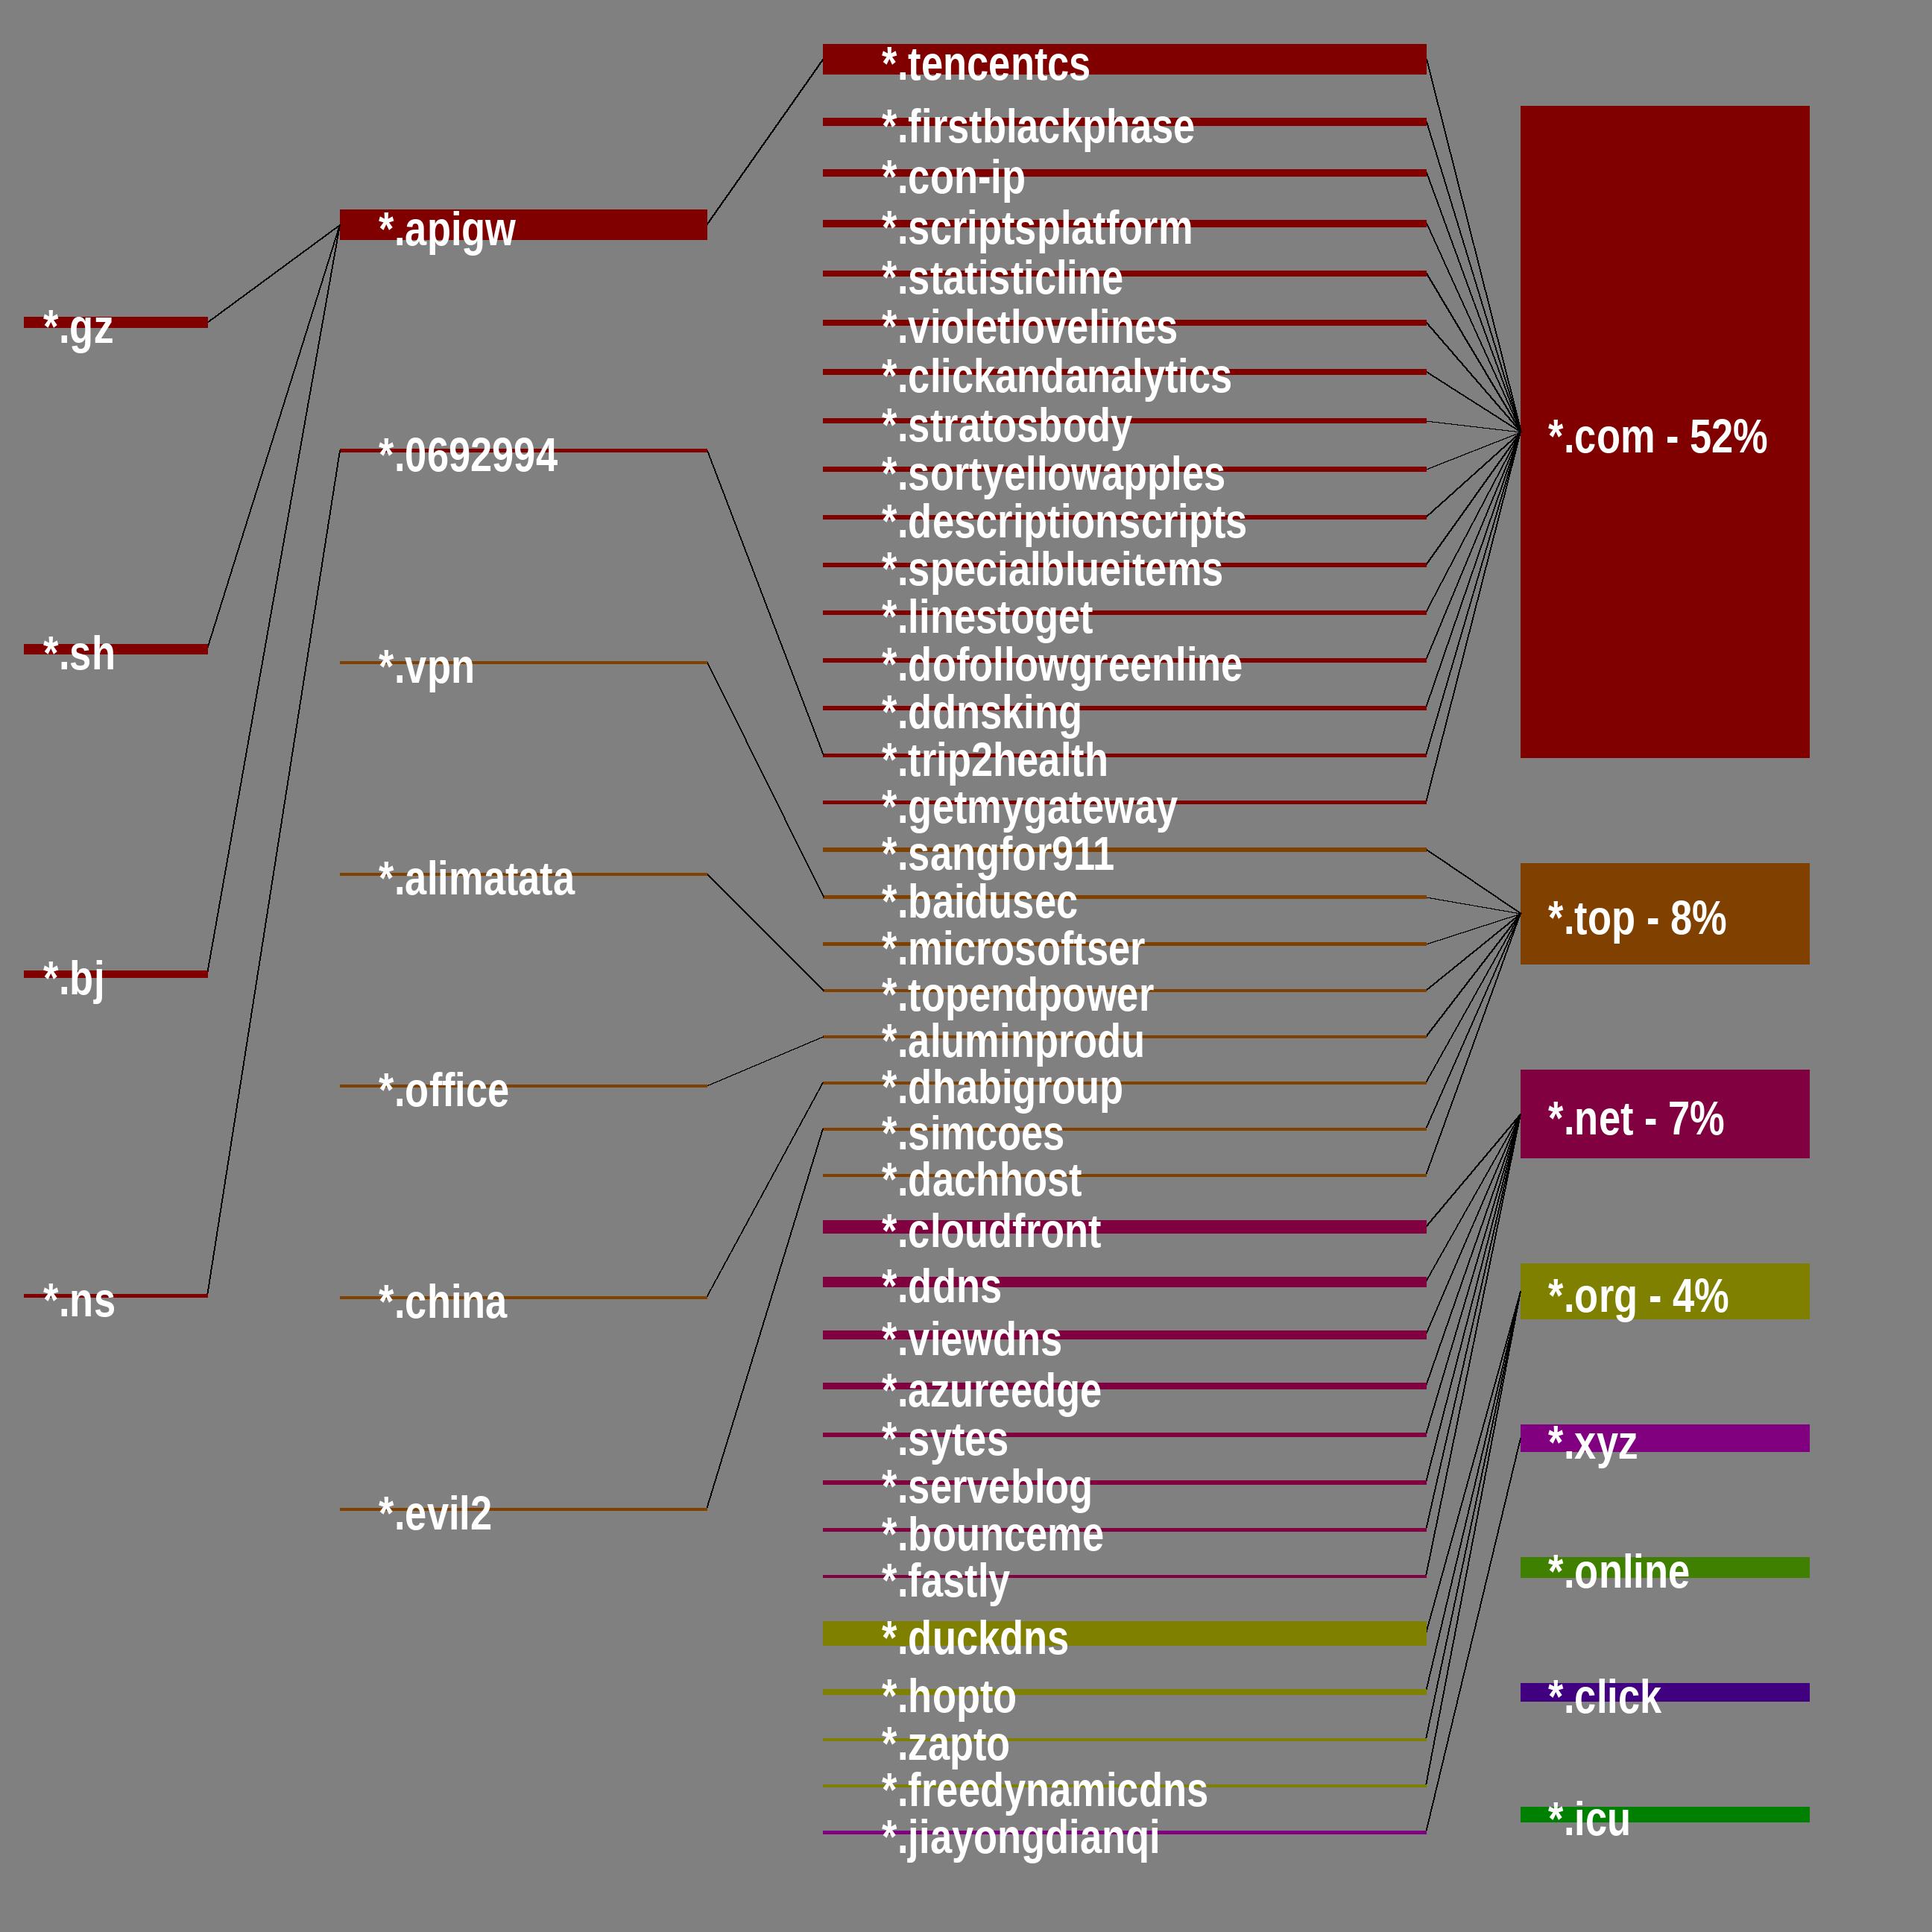 *.gz
*.sh
*.bj
*.ns
*.apigw
*.0692994
*.vpn
*.alimatata
*.office
*.china
*.evil2
*.tencentcs
*.firstblackphase
*.con-ip
*.scriptsplatform
*.statisticline
*.violetlovelines
*.clickandanalytics
*.stratosbody
*.sortyellowapples
*.descriptionscripts
*.specialblueitems
*.linestoget
*.dofollowgreenline
*.ddnsking
*.trip2health
*.getmygateway
*.sangfor911
*.baidusec
*.microsoftser
*.topendpower
*.aluminprodu
*.dhabigroup
*.simcoes
*.dachhost
*.cloudfront
*.ddns
*.viewdns
*.azureedge
*.sytes
*.serveblog
*.bounceme
*.fastly
*.duckdns
*.hopto
*.zapto
*.freedynamicdns
*.jiayongdianqi
*.com - 52%
*.top - 8%
*.net - 7%
*.org - 4%
*.xyz
*.online
*.click
*.icu